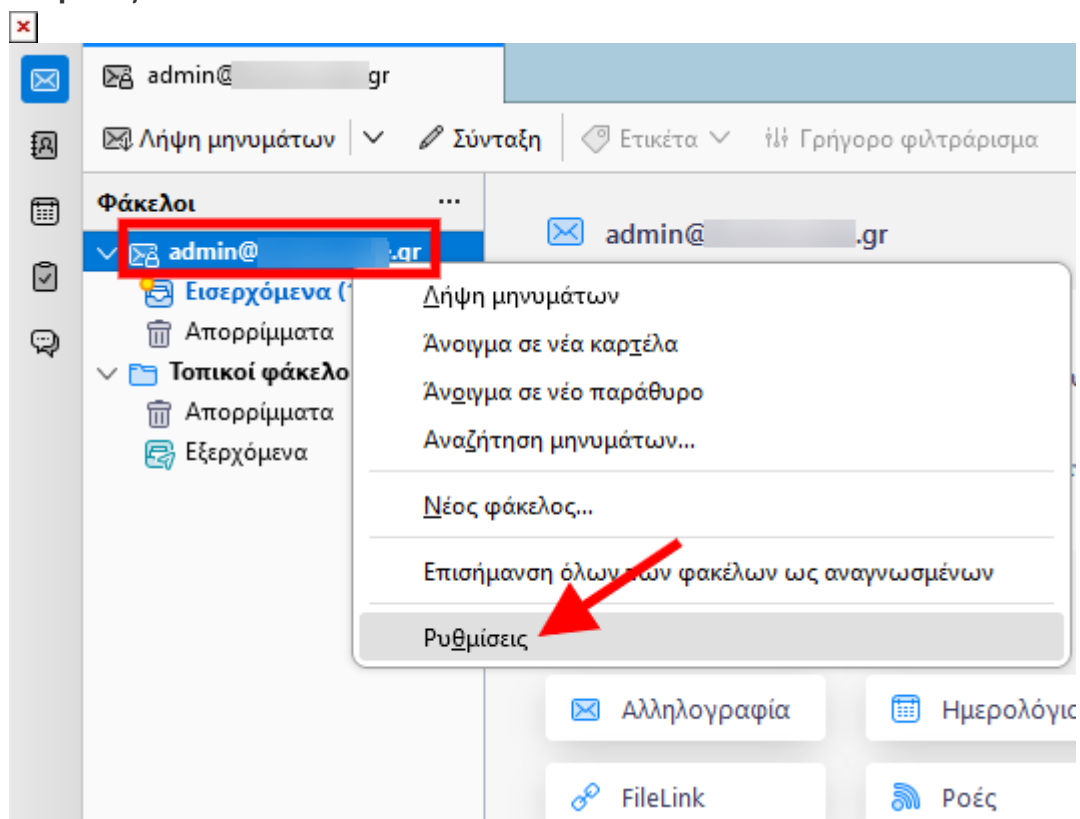 admin@ gr
Λήψη μηνυμάτων Σύνταξη Ετικέτα Γρήγορο φιλτράρισμα
Φάκελοι ...
admin@ .gr
admin@ .gr
Εισερχόμενα (
Λήψη μηνυμάτων
Απορρίμματα
Άνοιγμα σε νέα καρτέλα
Τοπικοί φάκελο
Άνοιγμα σε νέο παράθυρο
Απορρίμματα
Αναζήτηση μηνυμάτων...
Εξερχόμενα
Νέος φάκελος...
Επισήμανση όλων των φακέλων ως αναγνωσμένων
Ρυθμίσεις
Αλληλογραφία
Ημερολόγιο
FileLink
Ροές